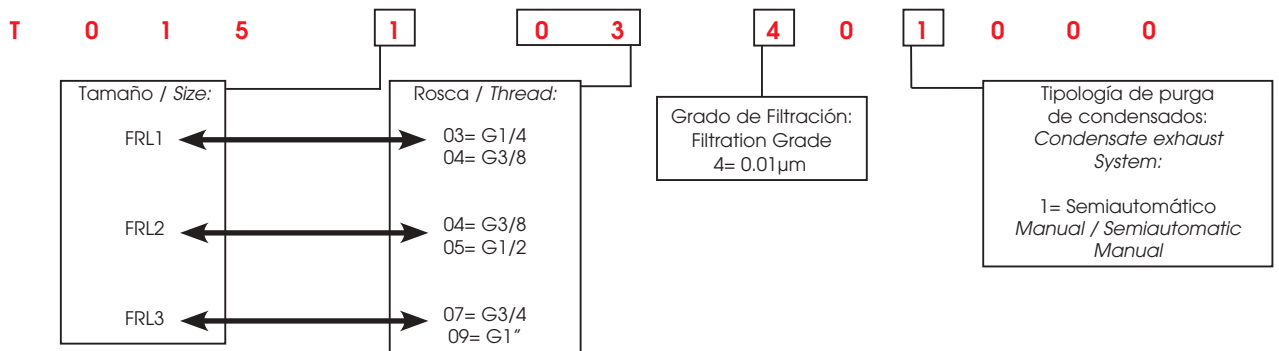 T 0 1 5 1 0 3 4 0 1 0 0 0
Tamaño / Size:
FRL1
FRL2
FRL3
Rosca / Thread:
03= G1/4
04= G3/8
04= G3/8
05= G1/2
07= G3/4
09= G1"
Grado de Filtración:
Filtration Grade
4= 0.01µm
Tipología de purga
de condensados:
Condensate exhaust
System:
1= Semiautomático
Manual / Semiautomatic
Manual